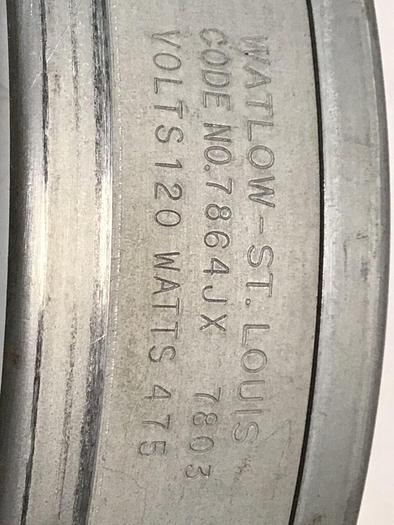 WATLOW-ST. LOUIS
CODE NO. 7864JX 7803
VOLTS 120 WATTS 475